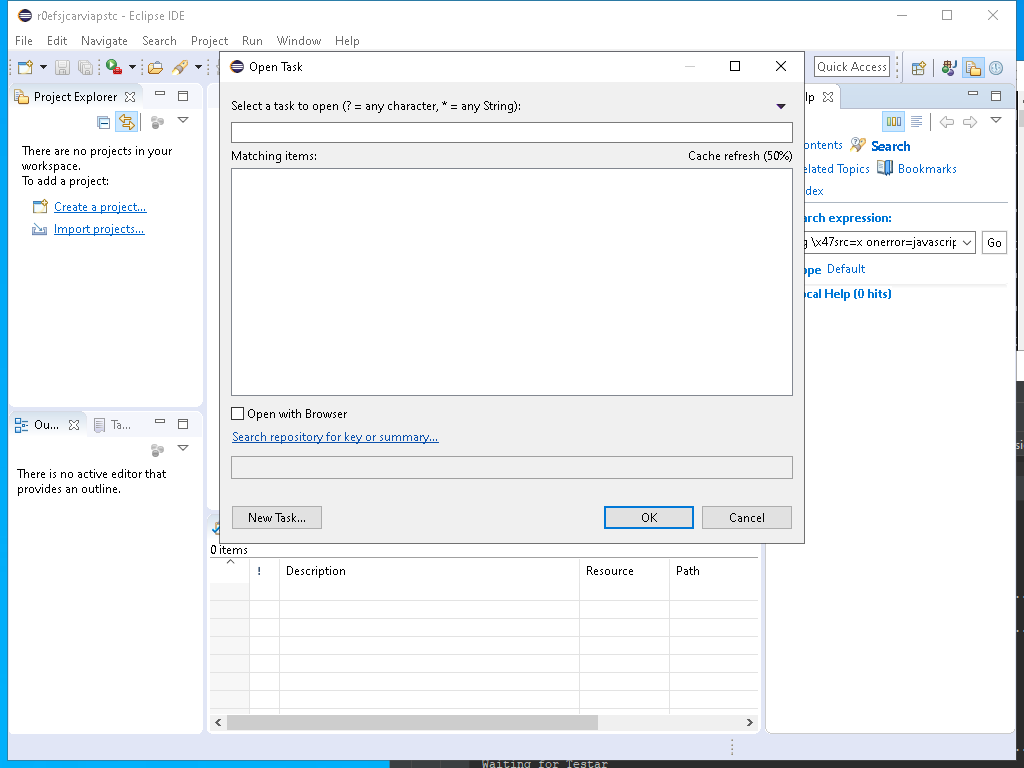 r0efsjcarviapstc - Eclipse IDE
File Edit Navigate Search Project Run Window Help
Open Task
Quick Access
Project Explorer
Select a task to open (? = any character, * = any String):
Matching items:
Cache refresh (50%)
There are no projects in your
workspace.
To add a project:
Create a project...
Import projects...
lp
ontents
Search
elated Topics
Bookmarks
dex
rch expression:
\x47src=x onerror=javascrip
Go
ope Default
cal Help (0 hits)
Open with Browser
Search repository for key or summary...
New Task...
OK
Cancel
Ou...
Ta...
There is no active editor that
provides an outline.
0 items
! Description Resource Path
Waiting for Testar